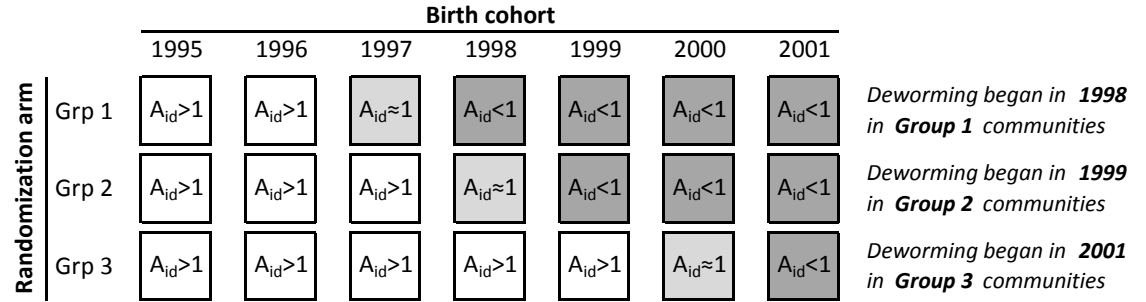 Birth cohort
1995 1996 1997 1998 1999 2000 2001
Randomization arm
Grp 1 A_id>1 A_id>1 A_id≈1 A_id<1 A_id<1 A_id<1 A_id<1 Deworming began in 1998
in Group 1 communities
Grp 2 A_id>1 A_id>1 A_id>1 A_id≈1 A_id<1 A_id<1 A_id<1 Deworming began in 1999
in Group 2 communities
Grp 3 A_id>1 A_id>1 A_id>1 A_id>1 A_id>1 A_id≈1 A_id<1 Deworming began in 2001
in Group 3 communities